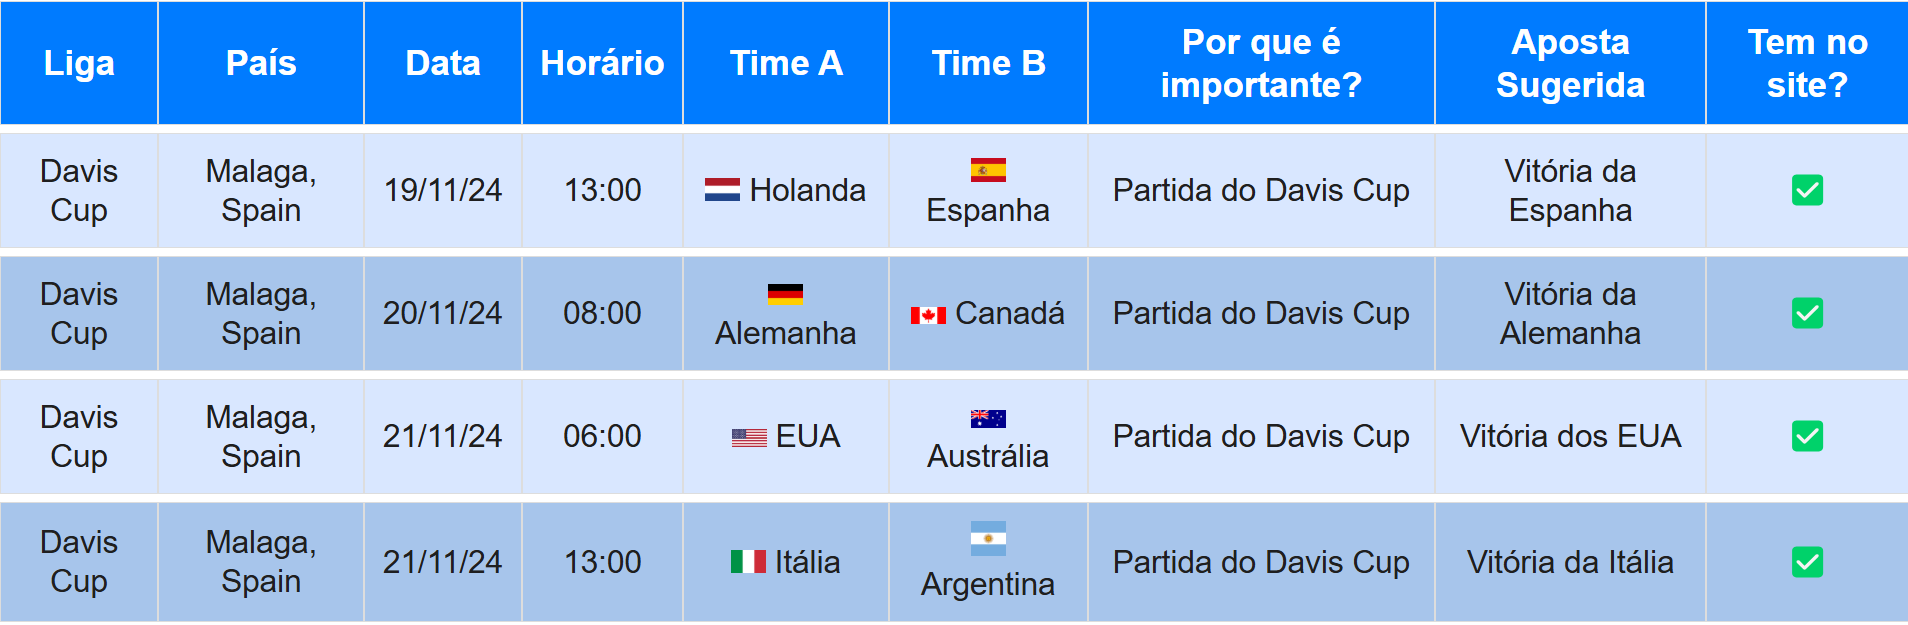 Liga País Data Horário Time A Time B Por que é importante? Aposta Sugerida Tem no site?
Davis Cup Malaga, Spain 19/11/24 13:00 Holanda Espanha Partida do Davis Cup Vitória da Espanha
Davis Cup Malaga, Spain 20/11/24 08:00 Alemanha Canadá Partida do Davis Cup Vitória da Alemanha
Davis Cup Malaga, Spain 21/11/24 06:00 EUA Austrália Partida do Davis Cup Vitória dos EUA
Davis Cup Malaga, Spain 21/11/24 13:00 Itália Argentina Partida do Davis Cup Vitória da Itália